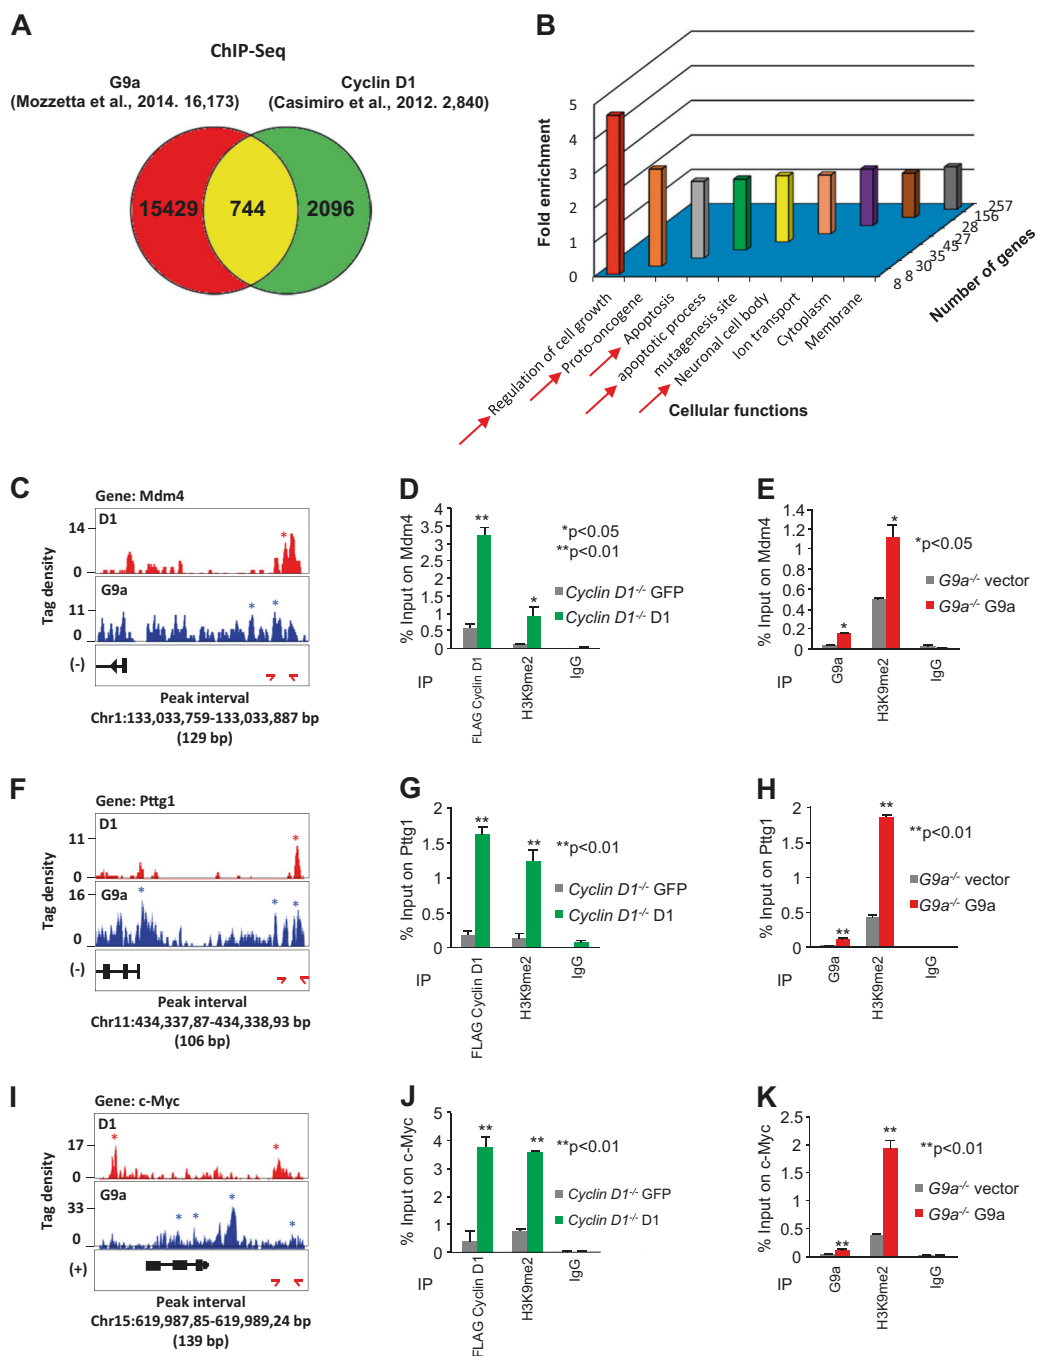 A
ChIP-Seq
G9a
(Mozzetta et al., 2014. 16,173)
Cyclin D1
(Casimiro et al., 2012. 2,840)
15429
744
2096
B
Fold enrichment
5
4
3
2
1
0
Regulation of cell growth
Proto-oncogene
Apoptosis
apoptotic process
mutagenesis site
Neuronal cell body
Ion transport
Cytoplasm
Membrane
8
8
30
35
45
27
28
156
257
Number of genes
Cellular functions
C
Gene: Mdm4
Tag density
D1
14
0
*
G9a
11
0
* *
(-)
Peak interval
Chr1:133,033,759-133,033,887 bp
(129 bp)
D
% Input on Mdm4
4
3.5
3
2.5
2
1.5
1
0.5
0
**
*
*p<0.05
**p<0.01
Cyclin D1-/- GFP
Cyclin D1-/- D1
IP
FLAG Cyclin D1
H3K9me2
IgG
E
% Input on Mdm4
1.4
1.2
1.0
0.8
0.6
0.4
0.2
0
*
*
*p<0.05
G9a-/- vector
G9a-/- G9a
IP
G9a
H3K9me2
IgG
F
Gene: Pttg1
Tag density
D1
11
0
*
G9a
16
0
* * *
(-)
Peak interval
Chr11:434,337,87-434,338,93 bp
(106 bp)
G
% Input on Pttg1
2
1.5
1
0.5
0
**
**
**p<0.01
Cyclin D1-/- GFP
Cyclin D1-/- D1
IP
FLAG Cyclin D1
H3K9me2
IgG
H
% Input on Pttg1
2
1.5
1
0.5
0
**
**
**p<0.01
G9a-/- vector
G9a-/- G9a
IP
G9a
H3K9me2
IgG
I
Gene: c-Myc
Tag density
D1
17
0
* *
G9a
33
0
* * * *
(+)
Peak interval
Chr15:619,987,85-619,989,24 bp
(139 bp)
J
% Input on c-Myc
5
4
3
2
1
0
**
**
**p<0.01
Cyclin D1-/- GFP
Cyclin D1-/- D1
IP
FLAG Cyclin D1
H3K9me2
IgG
K
% Input on c-Myc
2.5
2
1.5
1
0.5
0
**
**
**p<0.01
G9a-/- vector
G9a-/- G9a
IP
G9a
H3K9me2
IgG